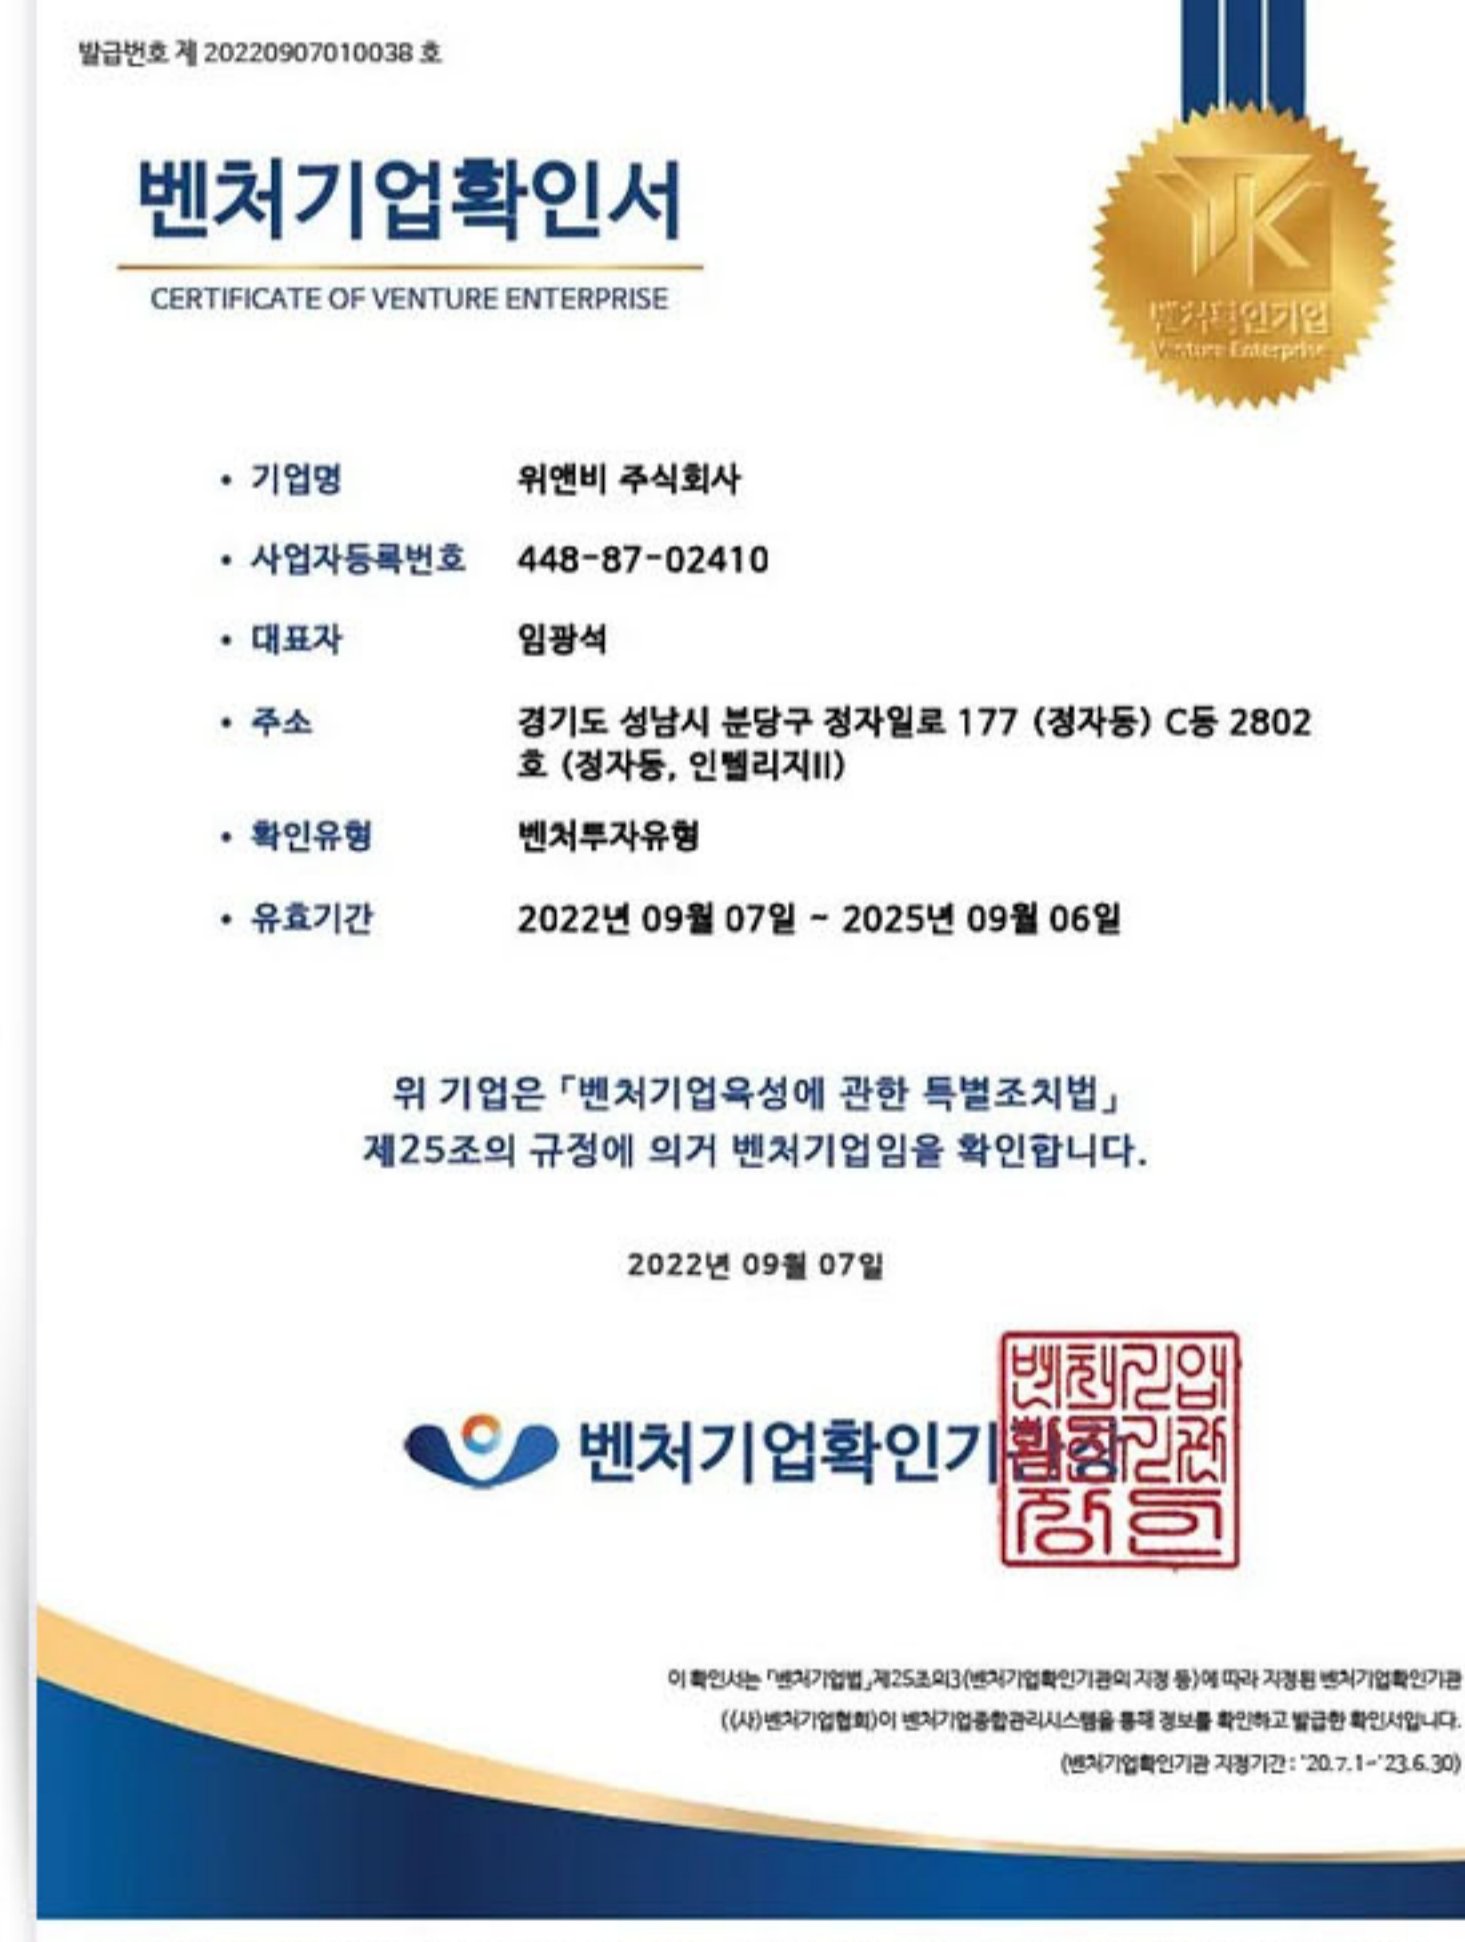 발급번호 제 20220907010038 호
벤처기업확인서
CERTIFICATE OF VENTURE ENTERPRISE
벤처확인기업
Venture Enterprise
• 기업명 위앤비 주식회사
• 사업자등록번호 448-87-02410
• 대표자 임광석
• 주소 경기도 성남시 분당구 정자일로 177 (정자동) C동 2802
호 (정자동, 인텔리지II)
• 확인유형 벤처투자유형
• 유효기간 2022년 09월 07일 ~ 2025년 09월 06일
위 기업은 「벤처기업육성에 관한 특별조치법」
제25조의 규정에 의거 벤처기업임을 확인합니다.
2022년 09월 07일
벤처기업확인기관장
벤처기업
확인기관
장의인
이 확인서는 「벤처기업법」제25조의3(벤처기업확인기관의 지정 등)에 따라 지정된 벤처기업확인기관
((사)벤처기업협회)이 벤처기업종합관리시스템을 통해 정보를 확인하고 발급한 확인서입니다.
(벤처기업확인기관 지정기간 : '20.7.1~'23.6.30)